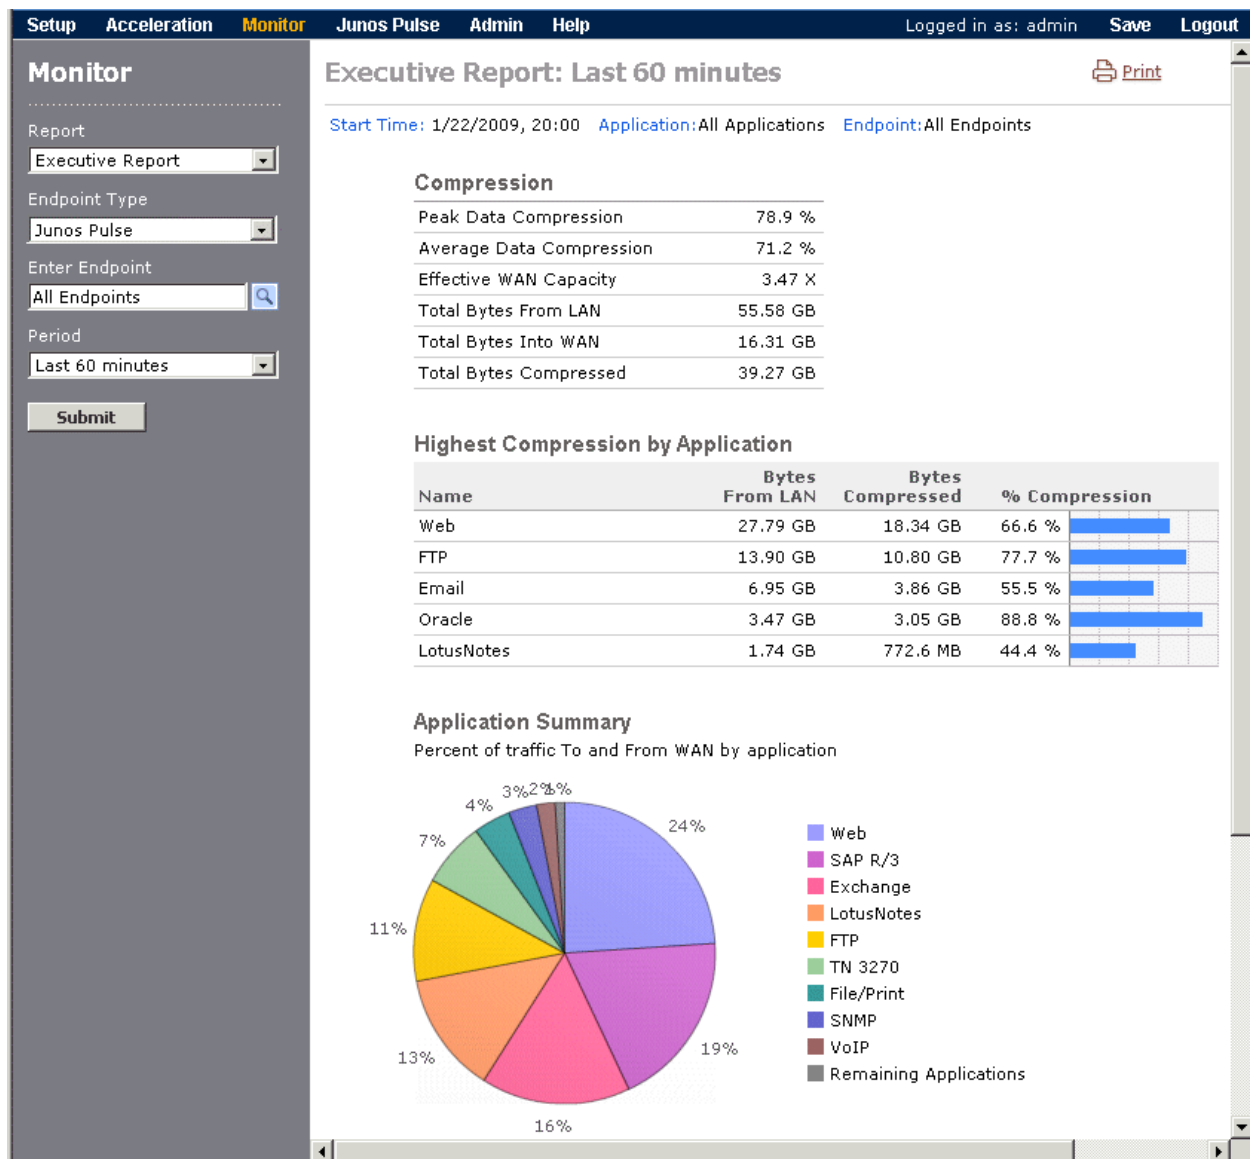 Setup Acceleration Monitor Junos Pulse Admin Help Logged in as: admin Save Logout
Monitor
Report
Executive Report
Endpoint Type
Junos Pulse
Enter Endpoint
All Endpoints
Period
Last 60 minutes
Submit
Executive Report: Last 60 minutes Print
Start Time: 1/22/2009, 20:00 Application: All Applications Endpoint: All Endpoints
Compression
Peak Data Compression 78.9 %
Average Data Compression 71.2 %
Effective WAN Capacity 3.47 X
Total Bytes From LAN 55.58 GB
Total Bytes Into WAN 16.31 GB
Total Bytes Compressed 39.27 GB
Highest Compression by Application
Name Bytes From LAN Bytes Compressed % Compression
Web 27.79 GB 18.34 GB 66.6 %
FTP 13.90 GB 10.80 GB 77.7 %
Email 6.95 GB 3.86 GB 55.5 %
Oracle 3.47 GB 3.05 GB 88.8 %
LotusNotes 1.74 GB 772.6 MB 44.4 %
Application Summary
Percent of traffic To and From WAN by application
24%
19%
16%
13%
11%
7%
4%
3%
2%
1%
Web
SAP R/3
Exchange
LotusNotes
FTP
TN 3270
File/Print
SNMP
VoIP
Remaining Applications